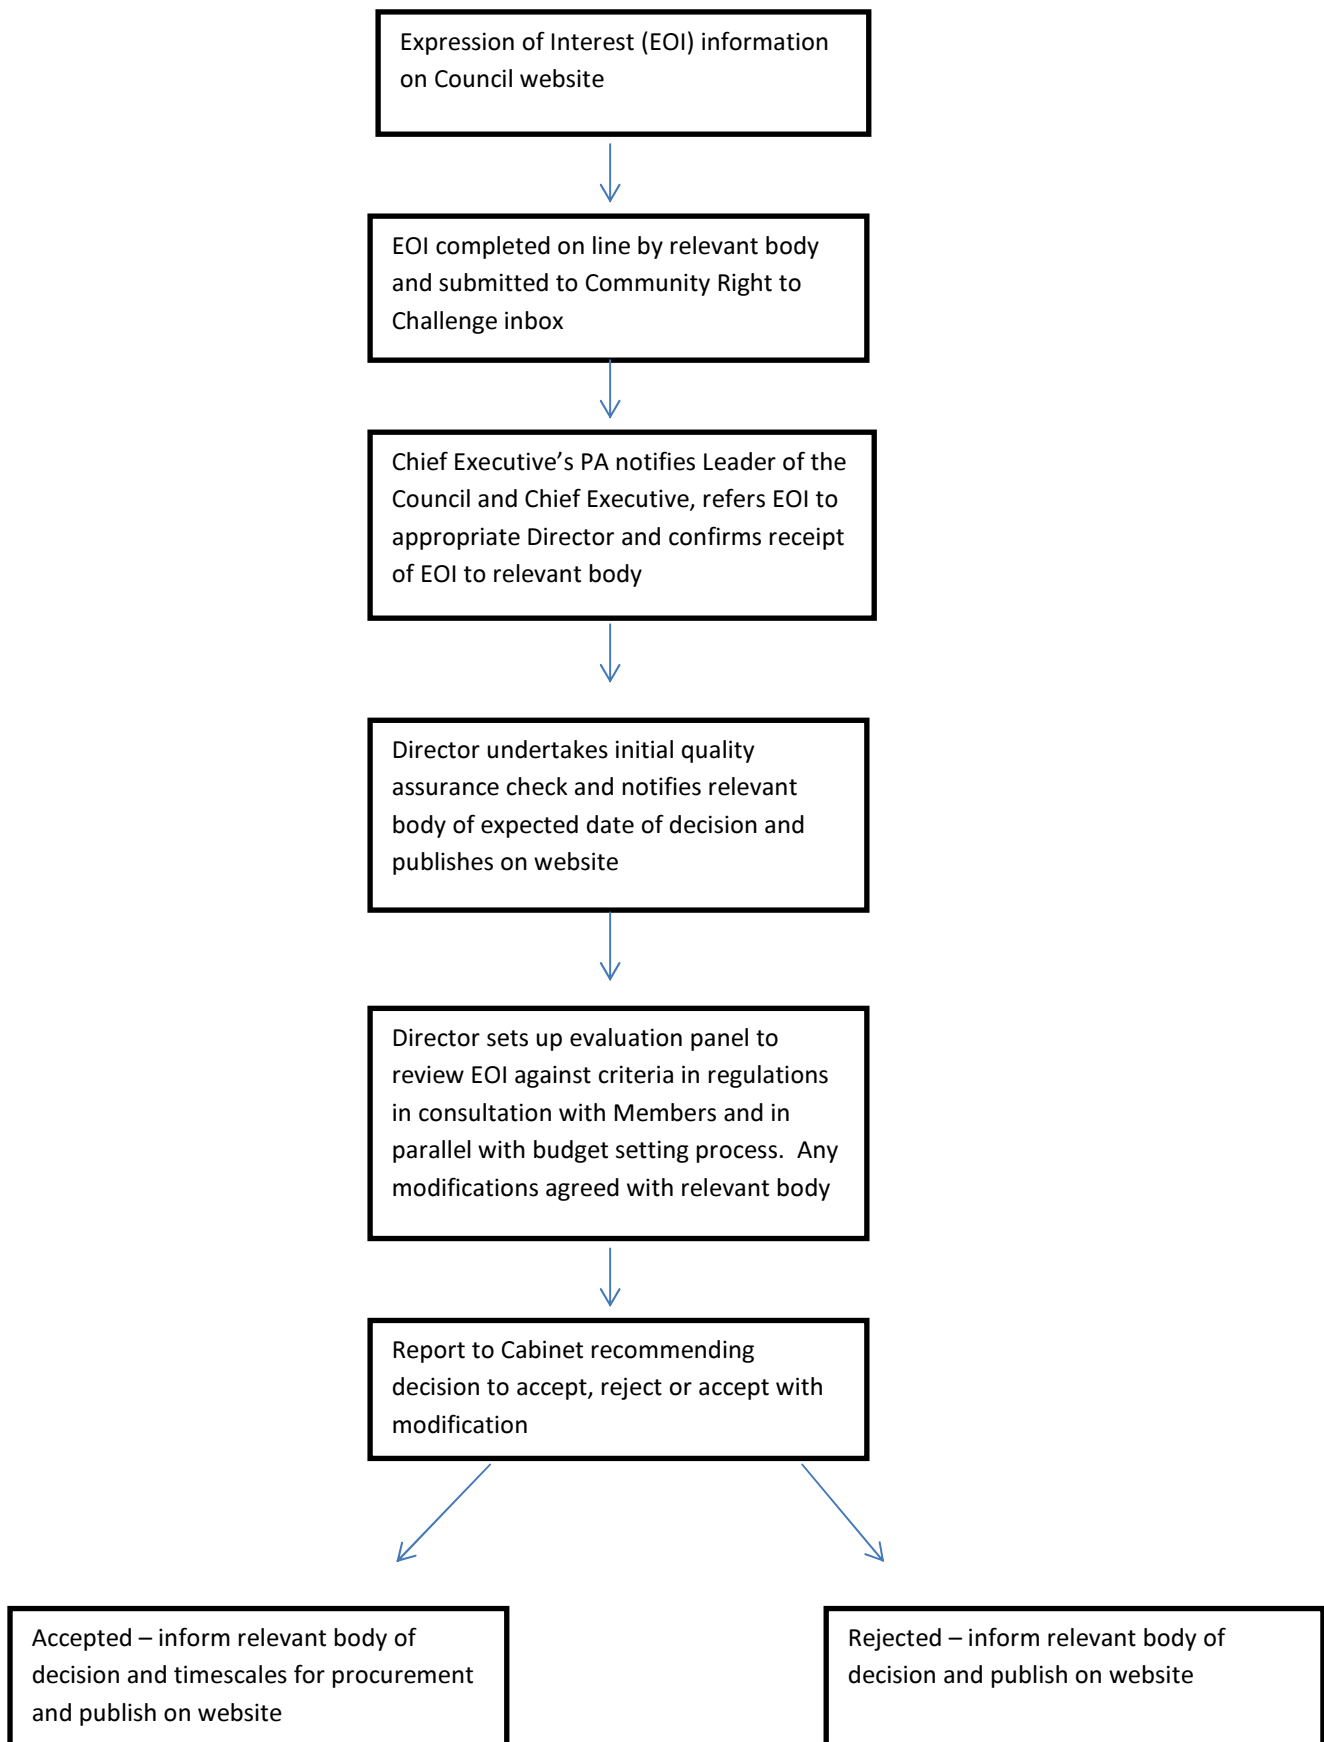 Expression of Interest (EOI) information
on Council website
EOI completed on line by relevant body
and submitted to Community Right to
Challenge inbox
Chief Executive’s PA notifies Leader of the
Council and Chief Executive, refers EOI to
appropriate Director and confirms receipt
of EOI to relevant body
Director undertakes initial quality
assurance check and notifies relevant
body of expected date of decision and
publishes on website
Director sets up evaluation panel to
review EOI against criteria in regulations
in consultation with Members and in
parallel with budget setting process.  Any
modifications agreed with relevant body
Report to Cabinet recommending
decision to accept, reject or accept with
modification
Accepted – inform relevant body of
decision and timescales for procurement
and publish on website
Rejected – inform relevant body of
decision and publish on website